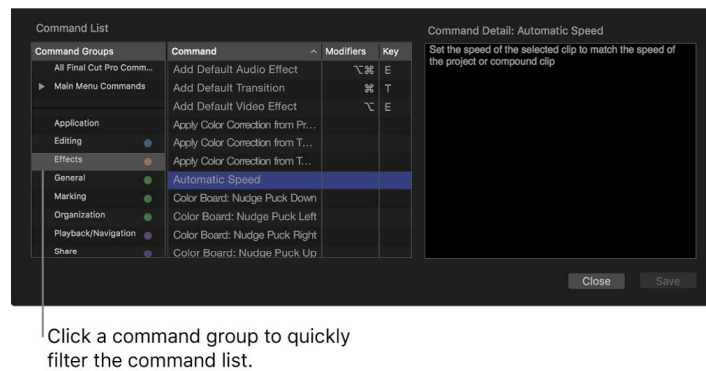 Command List
Command Detail: Automatic Speed
Command Groups
Command
Modifiers
Key
Set the speed of the selected clip to match the speed of
the project or compound clip
All Final Cut Pro Comm...
Add Default Audio Effect ⌥⌘ E
Main Menu Commands
Add Default Transition ⌘ T
Add Default Video Effect ⌥ E
Application
Apply Color Correction from Pr...
Editing
Apply Color Correction from T...
Effects
Apply Color Correction from T...
General
Automatic Speed
Marking
Color Board: Nudge Puck Down
Organization
Color Board: Nudge Puck Left
Playback/Navigation
Color Board: Nudge Puck Right
Share
Color Board: Nudge Puck Up
Close
Save
Click a command group to quickly
filter the command list.